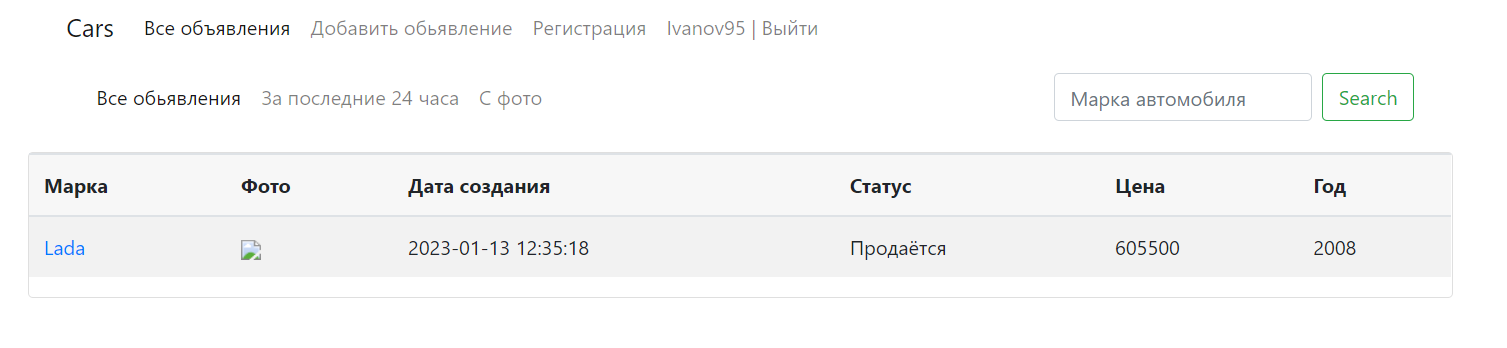 Cars Все объявления Добавить обьявление Регистрация Ivanov95 | Выйти
Все обьявления За последние 24 часа С фото Марка автомобиля Search
Марка Фото Дата создания Статус Цена Год
Lada 2023-01-13 12:35:18 Продаётся 605500 2008